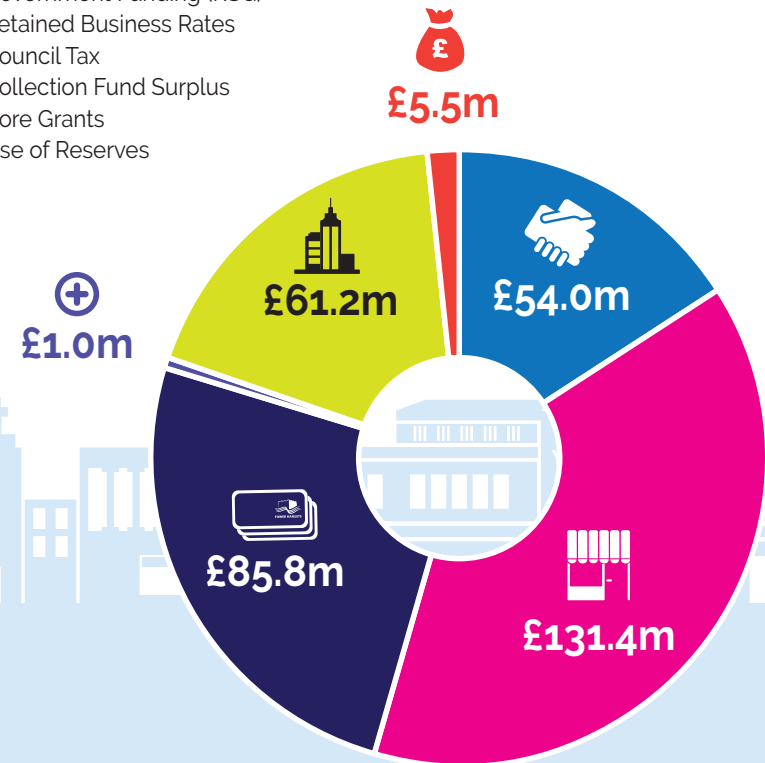 etained Business Rates
ouncil Tax
ollection Fund Surplus
ore Grants
se of Reserves
£
£5.5m
£61.2m
£54.0m
£1.0m
£85.8m
£131.4m